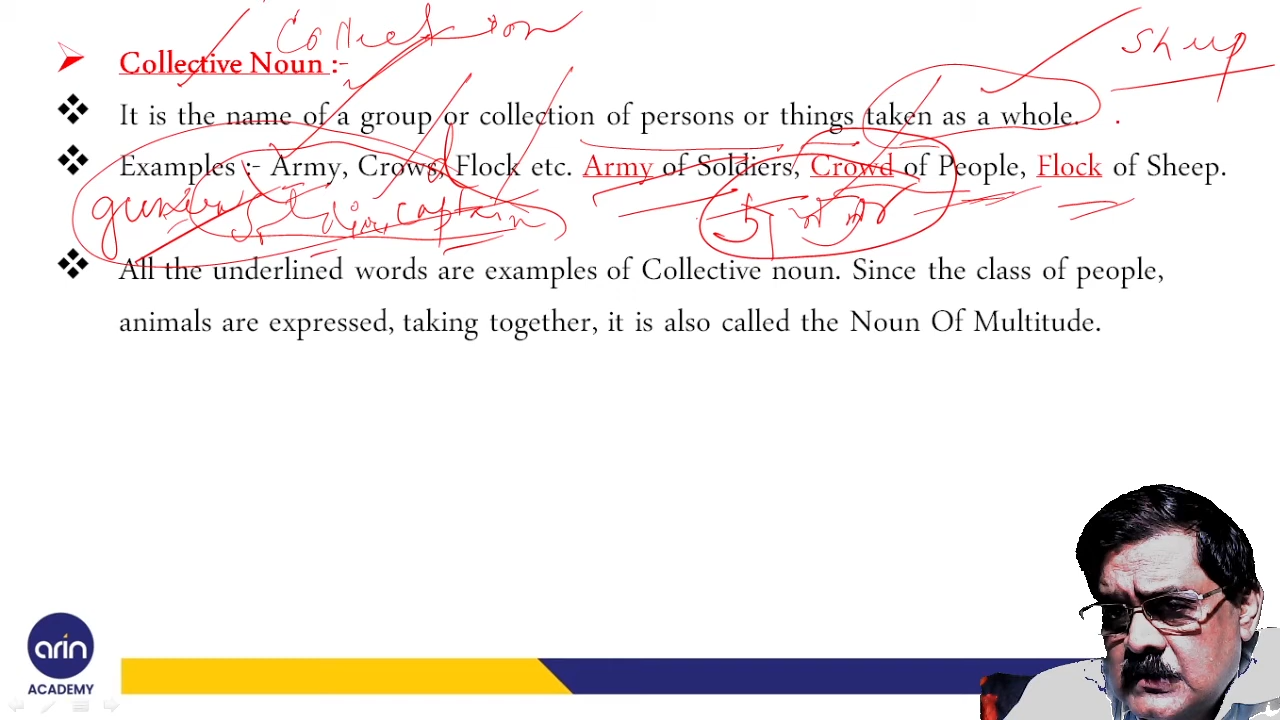 Collection
Sheep
Collective Noun :-
It is the name of a group or collection of persons or things taken as a whole.
Examples :- Army, Crows, Flock etc. Army of Soldiers, Crowd of People, Flock of Sheep.
captain
All the underlined words are examples of Collective noun. Since the class of people,
animals are expressed, taking together, it is also called the Noun Of Multitude.
arin
ACADEMY